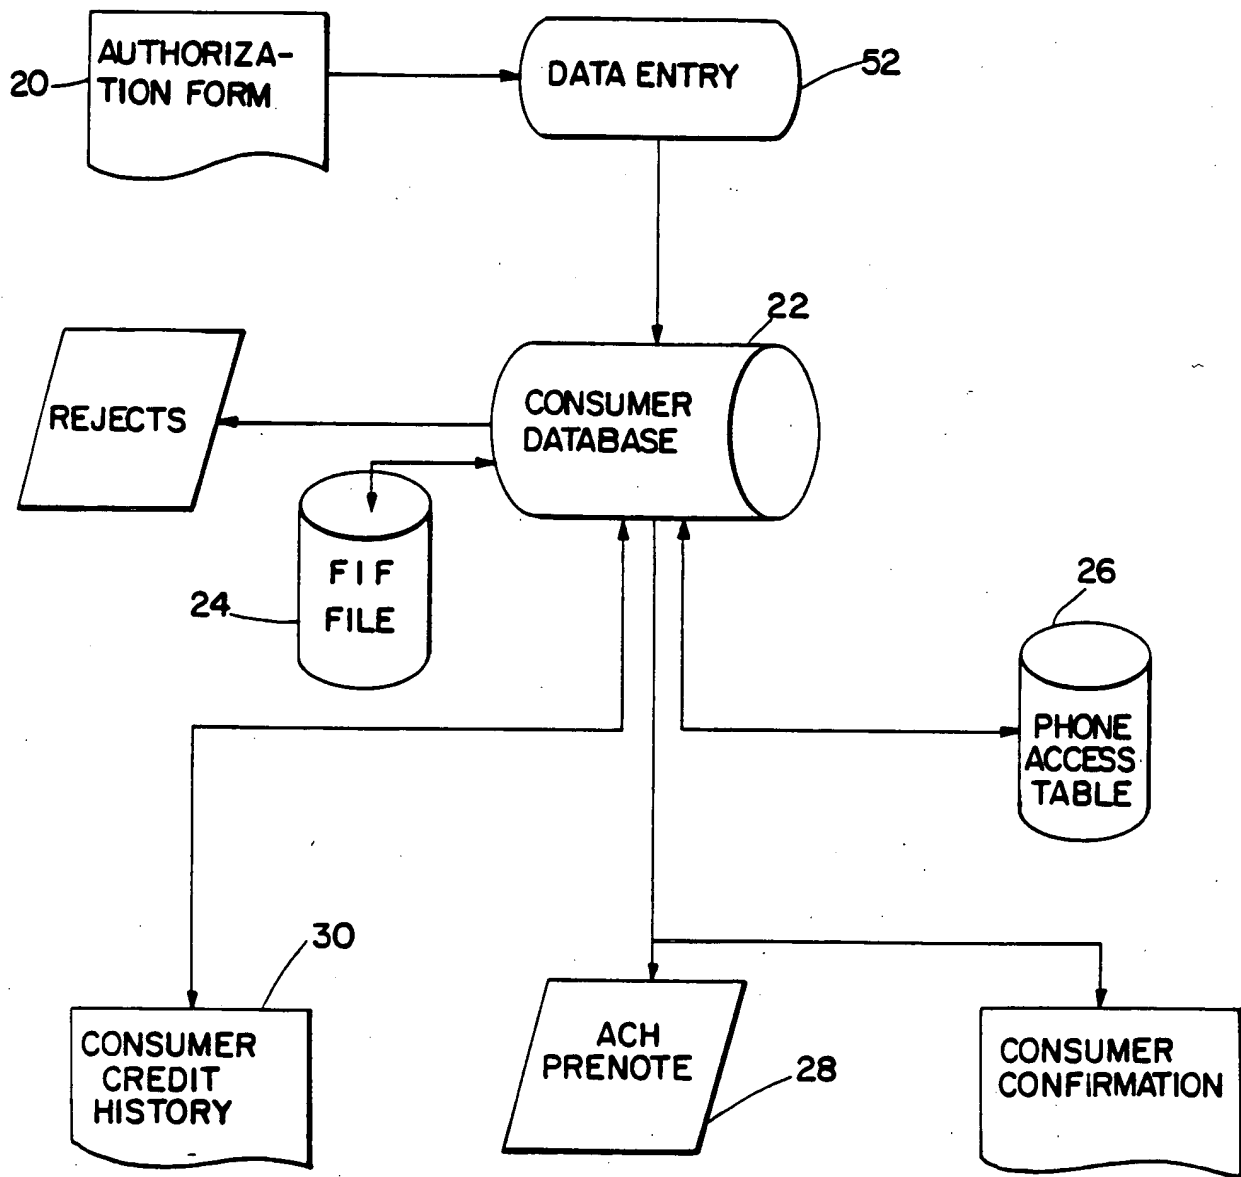 AUTHORIZA-
TION FORM
20
DATA ENTRY
52
22
CONSUMER
DATABASE
REJECTS
FIF
FILE
24
26
PHONE
ACCESS
TABLE
30
CONSUMER
CREDIT
HISTORY
ACH
PRENOTE
28
CONSUMER
CONFIRMATION